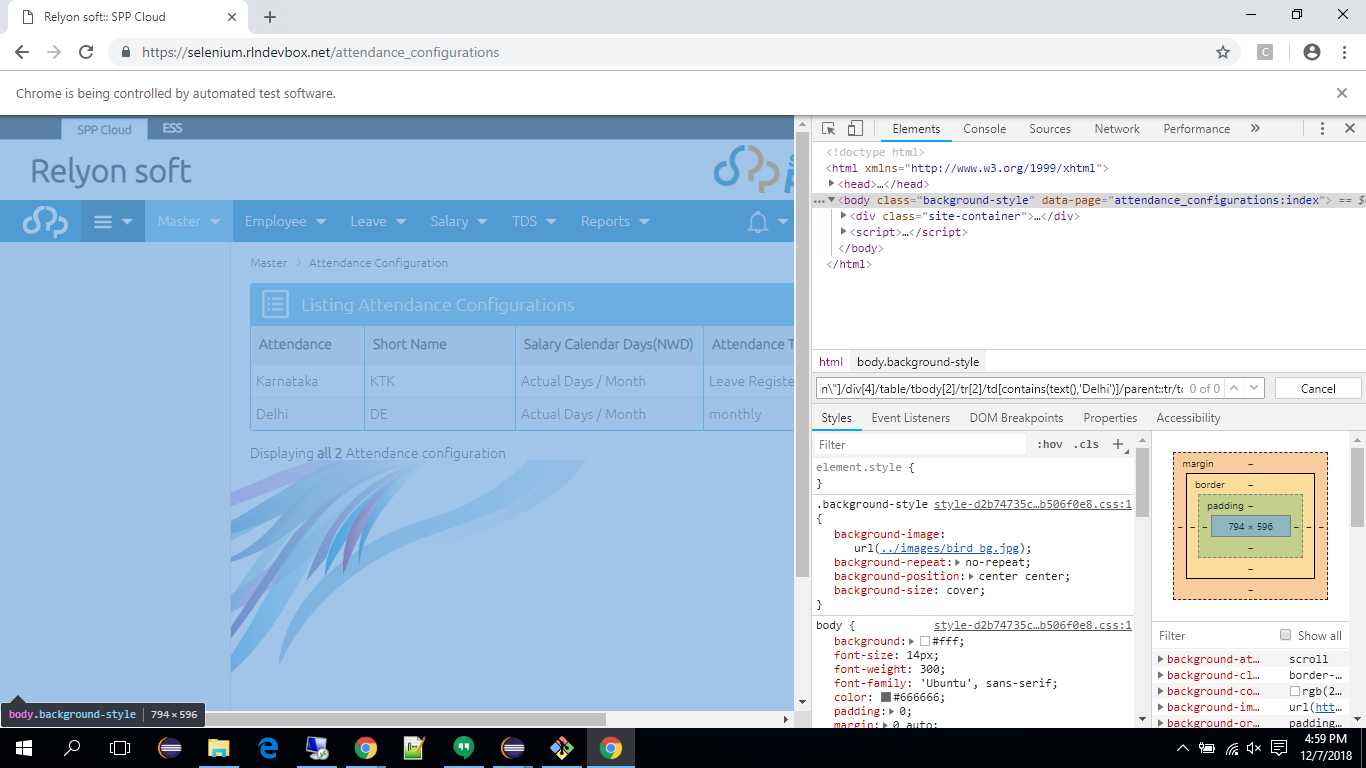 Relyon soft:: SPP Cloud
https://selenium.rlndevbox.net/attendance_configurations
C
Chrome is being controlled by automated test software.
SPP Cloud ESS
Relyon soft
Master Employee Leave Salary TDS Reports
Master > Attendance Configuration
Listing Attendance Configurations
Attendance Short Name Salary Calendar Days(NWD) Attendance T
Karnataka KTK Actual Days / Month Leave Registe
Delhi DE Actual Days / Month monthly
Displaying all 2 Attendance configuration
body.background-style | 794 × 596
Elements Console Sources Network Performance »
<!doctype html>
<html xmlns="http://www.w3.org/1999/xhtml">
<head>…</head>
<body class="background-style" data-page="attendance_configurations:index"> == $
<div class="site-container">…</div>
<script>…</script>
</body>
</html>
html body.background-style
in\"]/div[4]/table/tbody[2]/tr[2]/td[contains(text(),'Delhi')]/parent::tr/td 0 of 0 Cancel
Styles Event Listeners DOM Breakpoints Properties Accessibility
Filter :hov .cls +
element.style {
}
.background-style style-d2b74735c…b506f0e8.css:1
{
background-image:
url(../images/bird_bg.jpg);
background-repeat: no-repeat;
background-position: center center;
background-size: cover;
}
body { style-d2b74735c…b506f0e8.css:1
background: #fff;
font-size: 14px;
font-weight: 300;
font-family: 'Ubuntu', sans-serif;
color: #666666;
padding: 0;
margin: 0 auto;
margin –
border –
padding –
– – – 794 × 596 – – –
–
–
–
Filter Show all
background-at… scroll
background-cl… border-…
background-co… rgb(2…
background-im… url(htt…
background-or… padding…
4:59 PM
12/7/2018